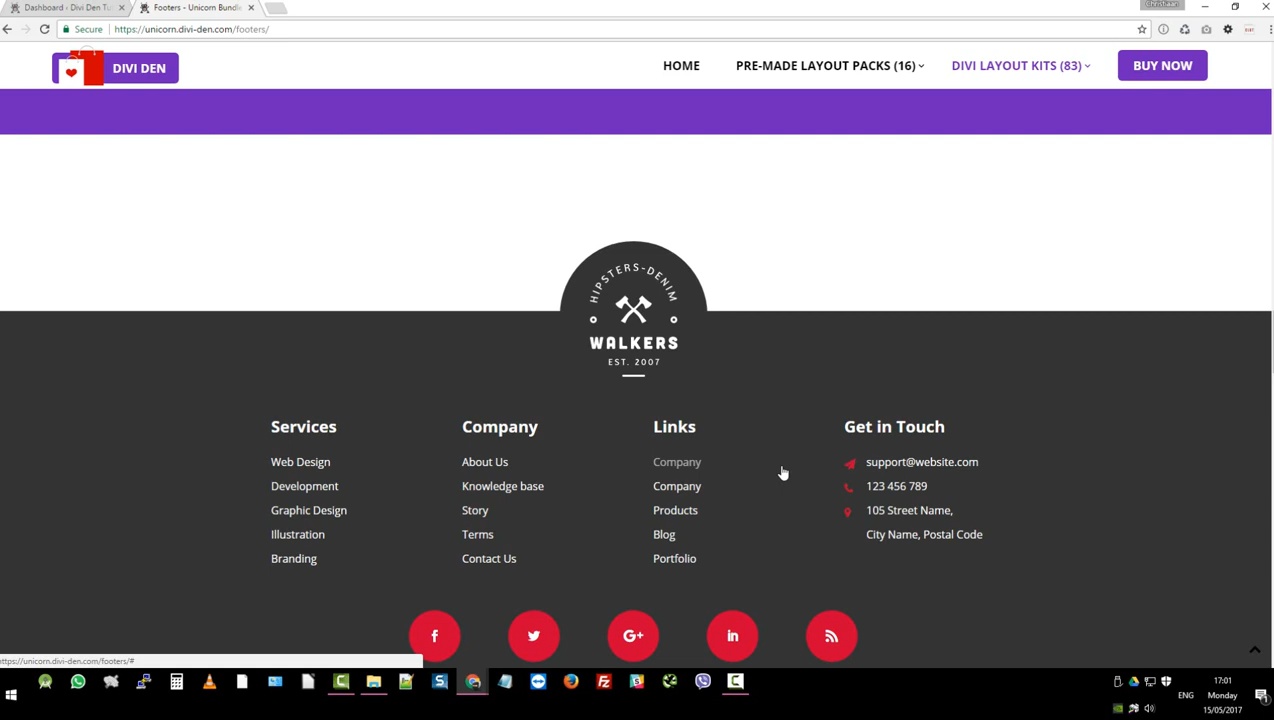 Dashboard ‹ Divi Den Tu
Footers - Unicorn Bundle
Christiaan
Secure
https://unicorn.divi-den.com/footers/
DIVI DEN
HOME
PRE-MADE LAYOUT PACKS (16)
DIVI LAYOUT KITS (83)
BUY NOW
HIPSTERS-DENIM
WALKERS
EST. 2007
Services
Company
Links
Get in Touch
Web Design
About Us
Company
support@website.com
Development
Knowledge base
Company
123 456 789
Graphic Design
Story
Products
105 Street Name,
Illustration
Terms
Blog
City Name, Postal Code
Branding
Contact Us
Portfolio
https://unicorn.divi-den.com/footers/#
ENG
17:01
Monday
15/05/2017